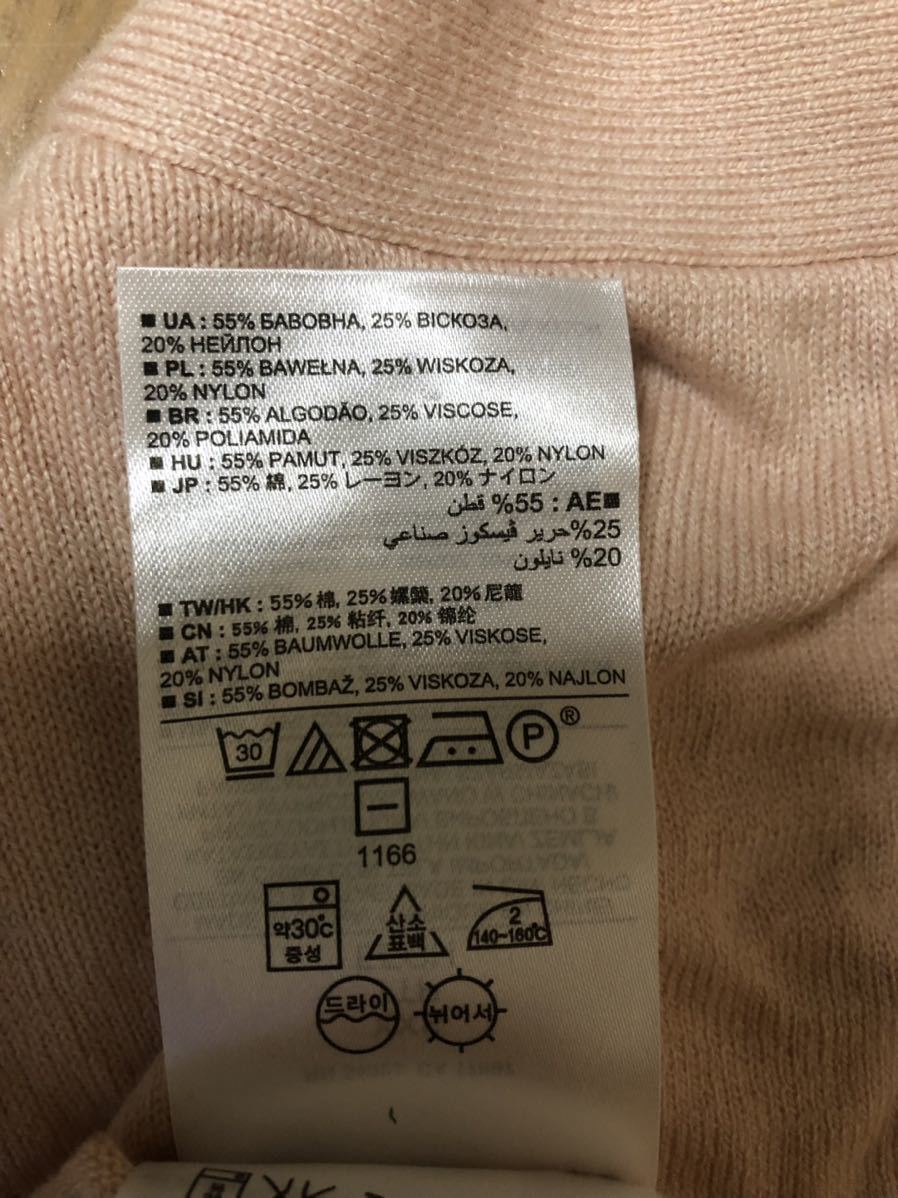 ■ UA : 55% БАВОВНА, 25% ВІСКОЗА,
20% НЕЙЛОН
■ PL : 55% BAWEŁNA, 25% WISKOZA,
20% NYLON
■ BR : 55% ALGODÃO, 25% VISCOSE,
20% POLIAMIDA
■ HU : 55% PAMUT, 25% VISZKÓZ, 20% NYLON
■ JP : 55% 綿, 25% レーヨン, 20% ナイロン
■AE : 55% قطن
25%حرير ڤيسكوز صناعي
20% نايلون
■ TW/HK : 55% 棉, 25% 螺縈, 20% 尼龍
■ CN : 55% 棉, 25% 粘纤, 20% 锦纶
■ AT : 55% BAUMWOLLE, 25% VISKOSE,
20% NYLON
■ SI : 55% BOMBAŽ, 25% VISKOZA, 20% NAJLON
30 P ®
1166
약30℃
중성
산소
표백
2
140~160℃
드라이
뉘어서